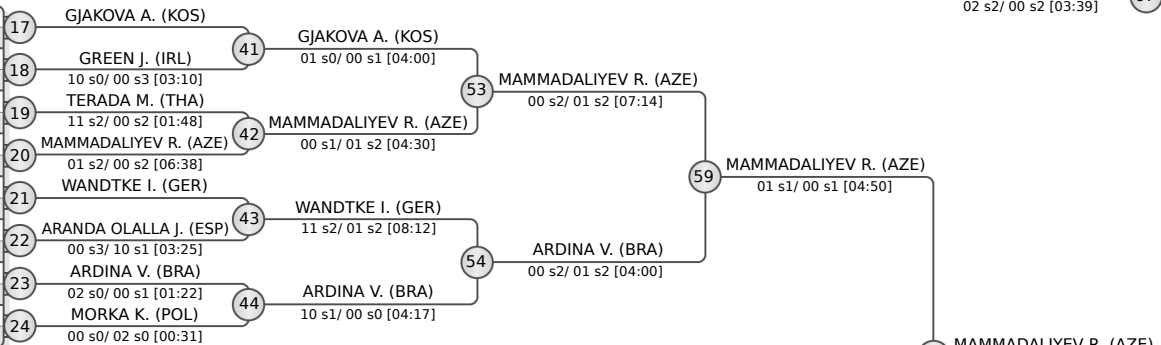 02 s2/ 00 s2 [03:39]
17
GJAKOVA A. (KOS)
41
GJAKOVA A. (KOS)
01 s0/ 00 s1 [04:00]
18
GREEN J. (IRL)
10 s0/ 00 s3 [03:10]
53
MAMMADALIYEV R. (AZE)
00 s2/ 01 s2 [07:14]
19
TERADA M. (THA)
11 s2/ 00 s2 [01:48]
42
MAMMADALIYEV R. (AZE)
00 s1/ 01 s2 [04:30]
20
MAMMADALIYEV R. (AZE)
01 s2/ 00 s2 [06:38]
59
MAMMADALIYEV R. (AZE)
01 s1/ 00 s1 [04:50]
21
WANDTKE I. (GER)
43
WANDTKE I. (GER)
11 s2/ 01 s2 [08:12]
22
ARANDA OLALLA J. (ESP)
00 s3/ 10 s1 [03:25]
54
ARDINA V. (BRA)
00 s2/ 01 s2 [04:00]
23
ARDINA V. (BRA)
02 s0/ 00 s1 [01:22]
44
ARDINA V. (BRA)
10 s1/ 00 s0 [04:17]
24
MORKA K. (POL)
00 s0/ 02 s0 [00:31]
MAMMADALIYEV R. (AZE)